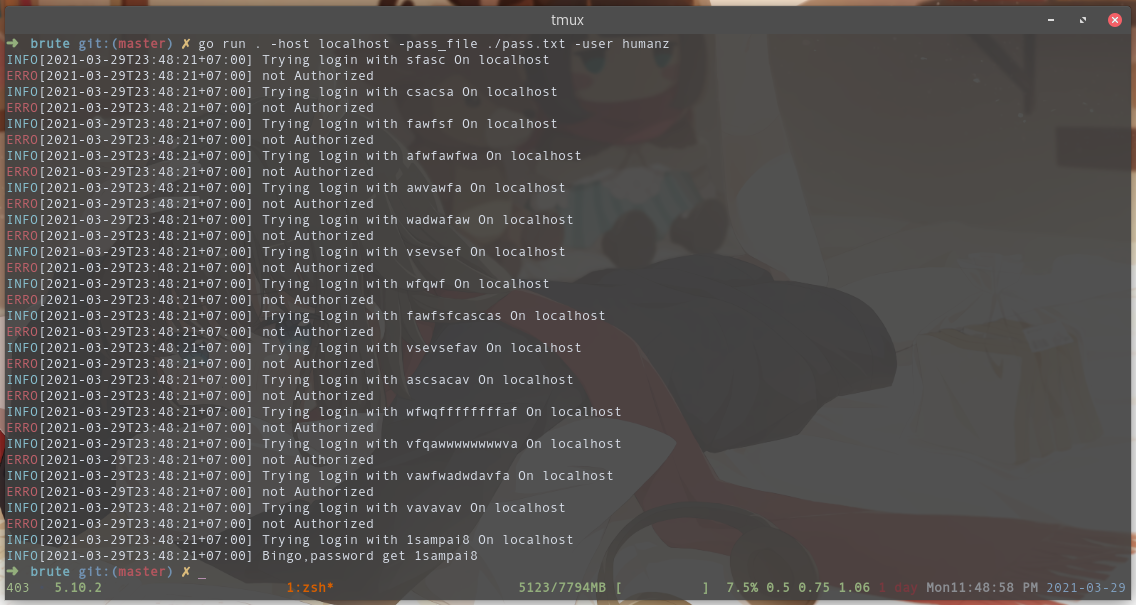 tmux
➜ brute git:(master) ✗ go run . -host localhost -pass_file ./pass.txt -user humanz
INFO[2021-03-29T23:48:21+07:00] Trying login with sfasc On localhost
ERRO[2021-03-29T23:48:21+07:00] not Authorized
INFO[2021-03-29T23:48:21+07:00] Trying login with csacsa On localhost
ERRO[2021-03-29T23:48:21+07:00] not Authorized
INFO[2021-03-29T23:48:21+07:00] Trying login with fawfsf On localhost
ERRO[2021-03-29T23:48:21+07:00] not Authorized
INFO[2021-03-29T23:48:21+07:00] Trying login with afwfawfwa On localhost
ERRO[2021-03-29T23:48:21+07:00] not Authorized
INFO[2021-03-29T23:48:21+07:00] Trying login with awvawfa On localhost
ERRO[2021-03-29T23:48:21+07:00] not Authorized
INFO[2021-03-29T23:48:21+07:00] Trying login with wadwafaw On localhost
ERRO[2021-03-29T23:48:21+07:00] not Authorized
INFO[2021-03-29T23:48:21+07:00] Trying login with vsevsef On localhost
ERRO[2021-03-29T23:48:21+07:00] not Authorized
INFO[2021-03-29T23:48:21+07:00] Trying login with wfqwf On localhost
ERRO[2021-03-29T23:48:21+07:00] not Authorized
INFO[2021-03-29T23:48:21+07:00] Trying login with fawfsfcascas On localhost
ERRO[2021-03-29T23:48:21+07:00] not Authorized
INFO[2021-03-29T23:48:21+07:00] Trying login with vsevsefav On localhost
ERRO[2021-03-29T23:48:21+07:00] not Authorized
INFO[2021-03-29T23:48:21+07:00] Trying login with ascsacav On localhost
ERRO[2021-03-29T23:48:21+07:00] not Authorized
INFO[2021-03-29T23:48:21+07:00] Trying login with wfwqfffffffffaf On localhost
ERRO[2021-03-29T23:48:21+07:00] not Authorized
INFO[2021-03-29T23:48:21+07:00] Trying login with vfqawwwwwwwwwva On localhost
ERRO[2021-03-29T23:48:21+07:00] not Authorized
INFO[2021-03-29T23:48:21+07:00] Trying login with vawfwadwdavfa On localhost
ERRO[2021-03-29T23:48:21+07:00] not Authorized
INFO[2021-03-29T23:48:21+07:00] Trying login with vavavav On localhost
ERRO[2021-03-29T23:48:21+07:00] not Authorized
INFO[2021-03-29T23:48:21+07:00] Trying login with 1sampai8 On localhost
INFO[2021-03-29T23:48:21+07:00] Bingo,password get 1sampai8
➜ brute git:(master) ✗ _
403 5.10.2 1:zsh* 5123/7794MB [ ] 7.5% 0.5 0.75 1.06 1 day Mon11:48:58 PM 2021-03-29